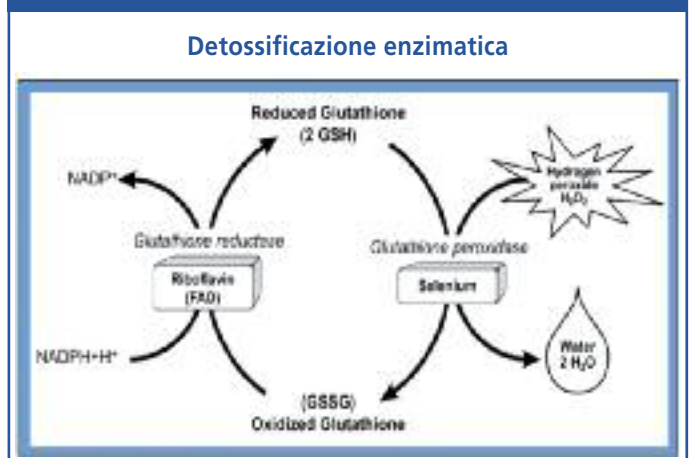 Detossificazione enzimatica
Reduced Glutathione
(2 GSH)
NADP⁺
Hydrogen
peroxide
H₂O₂
Glutathione reductase
Glutathione peroxidase
Riboflavin
(FAD)
Selenium
NADPH+H⁺
Water
2 H₂O
(GSSG)
Oxidized Glutathione